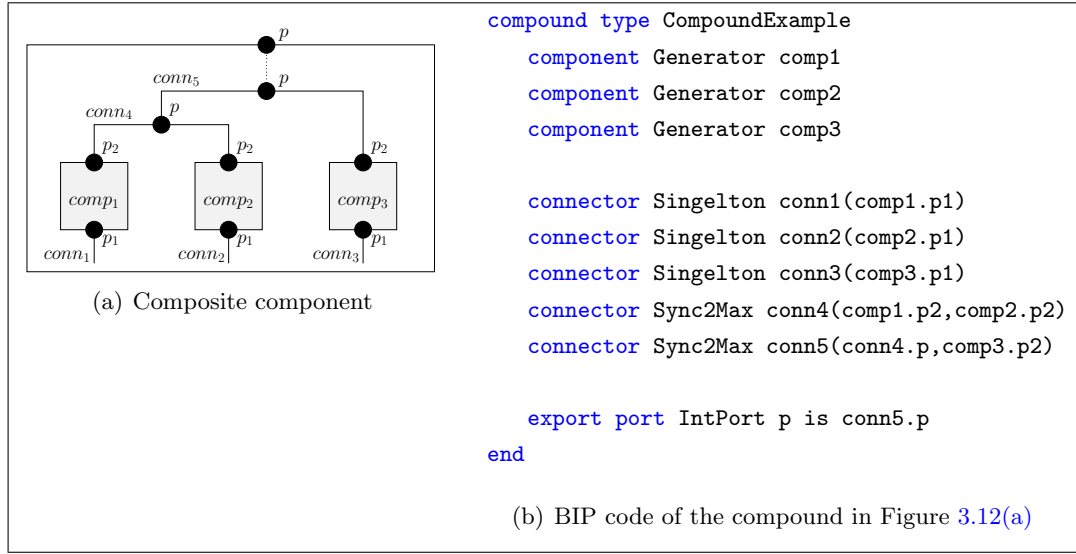 p
p
conn5
conn4
p
p2
p2
p2
comp1
comp2
comp3
p1
p1
p1
conn1
conn2
conn3
(a) Composite component
compound type CompoundExample
component Generator comp1
component Generator comp2
component Generator comp3
connector Singelton conn1(comp1.p1)
connector Singelton conn2(comp2.p1)
connector Singelton conn3(comp3.p1)
connector Sync2Max conn4(comp1.p2,comp2.p2)
connector Sync2Max conn5(conn4.p,comp3.p2)
export port IntPort p is conn5.p
end
(b) BIP code of the compound in Figure 3.12(a)